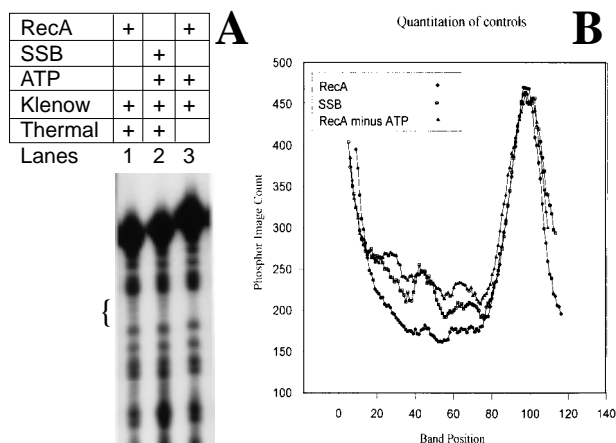 RecA + +
SSB +
ATP + +
Klenow + + +
Thermal + +
Lanes 1 2 3
A
{
Quantitation of controls
B
RecA
SSB
RecA minus ATP
Phosphor Image Count
500
450
400
350
300
250
200
150
100
0 20 40 60 80 100 120 140
Band Position